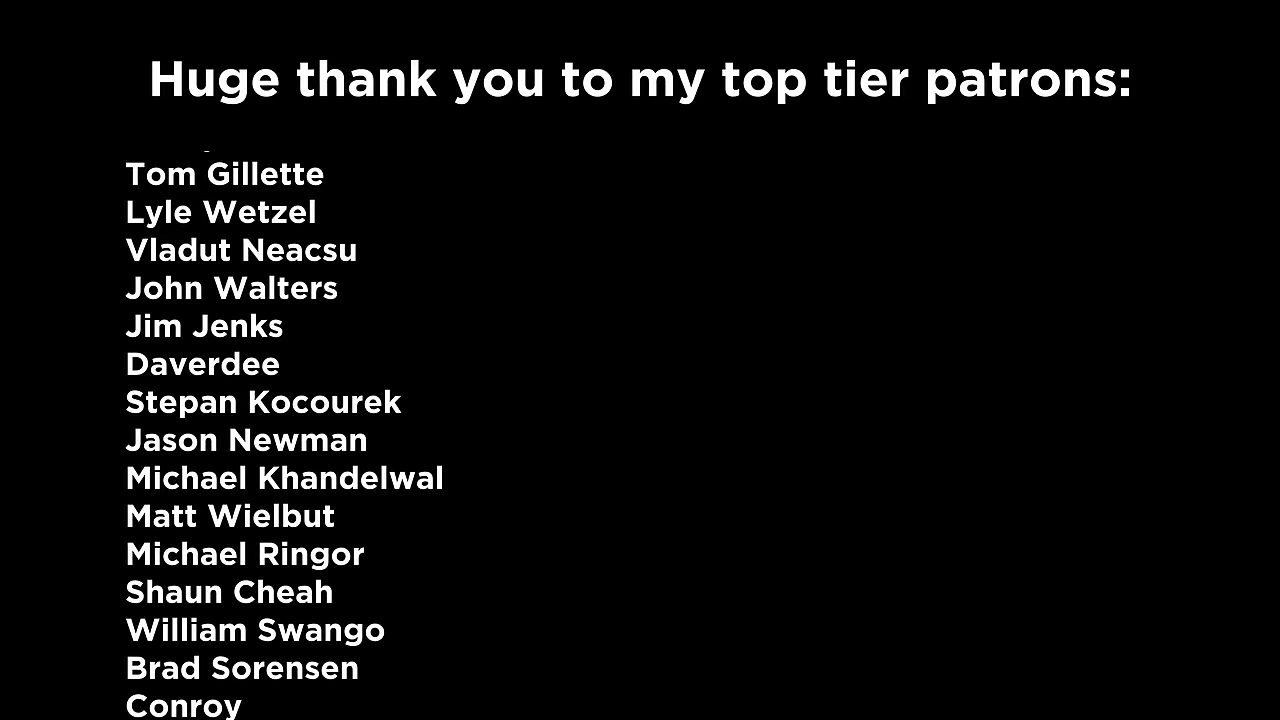 Huge thank you to my top tier patrons:
Tom Gillette
Lyle Wetzel
Vladut Neacsu
John Walters
Jim Jenks
Daverdee
Stepan Kocourek
Jason Newman
Michael Khandelwal
Matt Wielbut
Michael Ringor
Shaun Cheah
William Swango
Brad Sorensen
Conroy